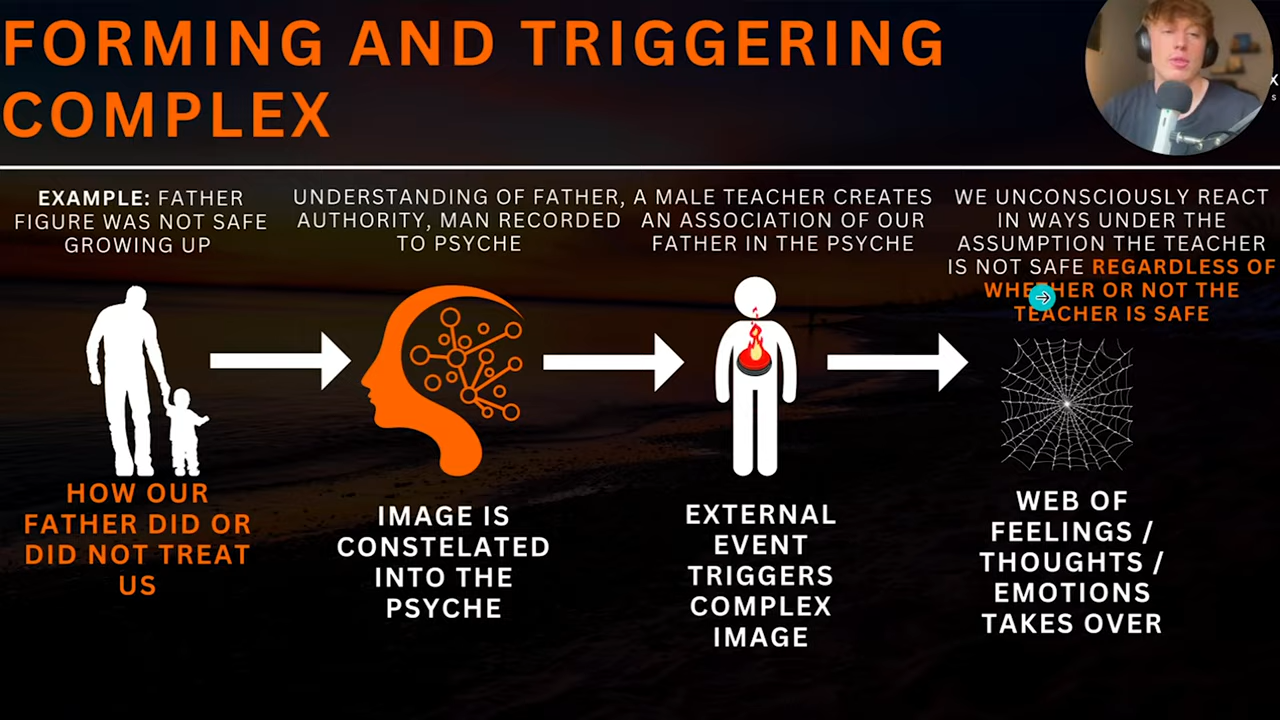 FORMING AND TRIGGERING
COMPLEX
EXAMPLE: FATHER
FIGURE WAS NOT SAFE
GROWING UP
UNDERSTANDING OF FATHER,
AUTHORITY, MAN RECORDED
TO PSYCHE
A MALE TEACHER CREATES
AN ASSOCIATION OF OUR
FATHER IN THE PSYCHE
WE UNCONSCIOUSLY REACT
IN WAYS UNDER THE
ASSUMPTION THE TEACHER
IS NOT SAFE REGARDLESS OF
WHETHER OR NOT THE
TEACHER IS SAFE
HOW OUR
FATHER DID OR
DID NOT TREAT
US
IMAGE IS
CONSTELATED
INTO THE
PSYCHE
EXTERNAL
EVENT
TRIGGERS
COMPLEX
IMAGE
WEB OF
FEELINGS /
THOUGHTS /
EMOTIONS
TAKES OVER